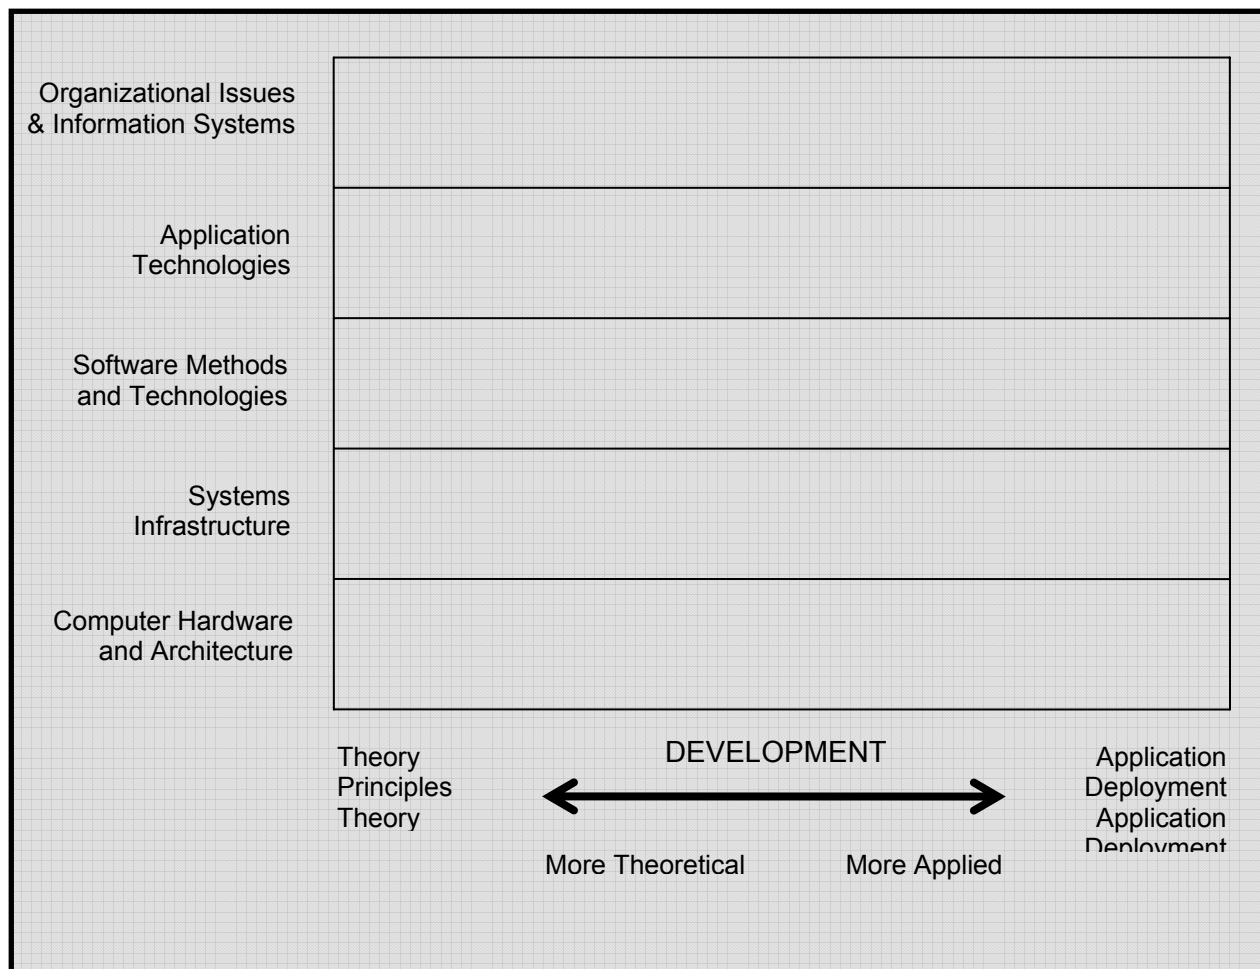 Organizational Issues
& Information Systems
Application
Technologies
Software Methods
and Technologies
Systems
Infrastructure
Computer Hardware
and Architecture
Theory
Principles
Theory
DEVELOPMENT
More Theoretical
More Applied
Application
Deployment
Application
Deployment